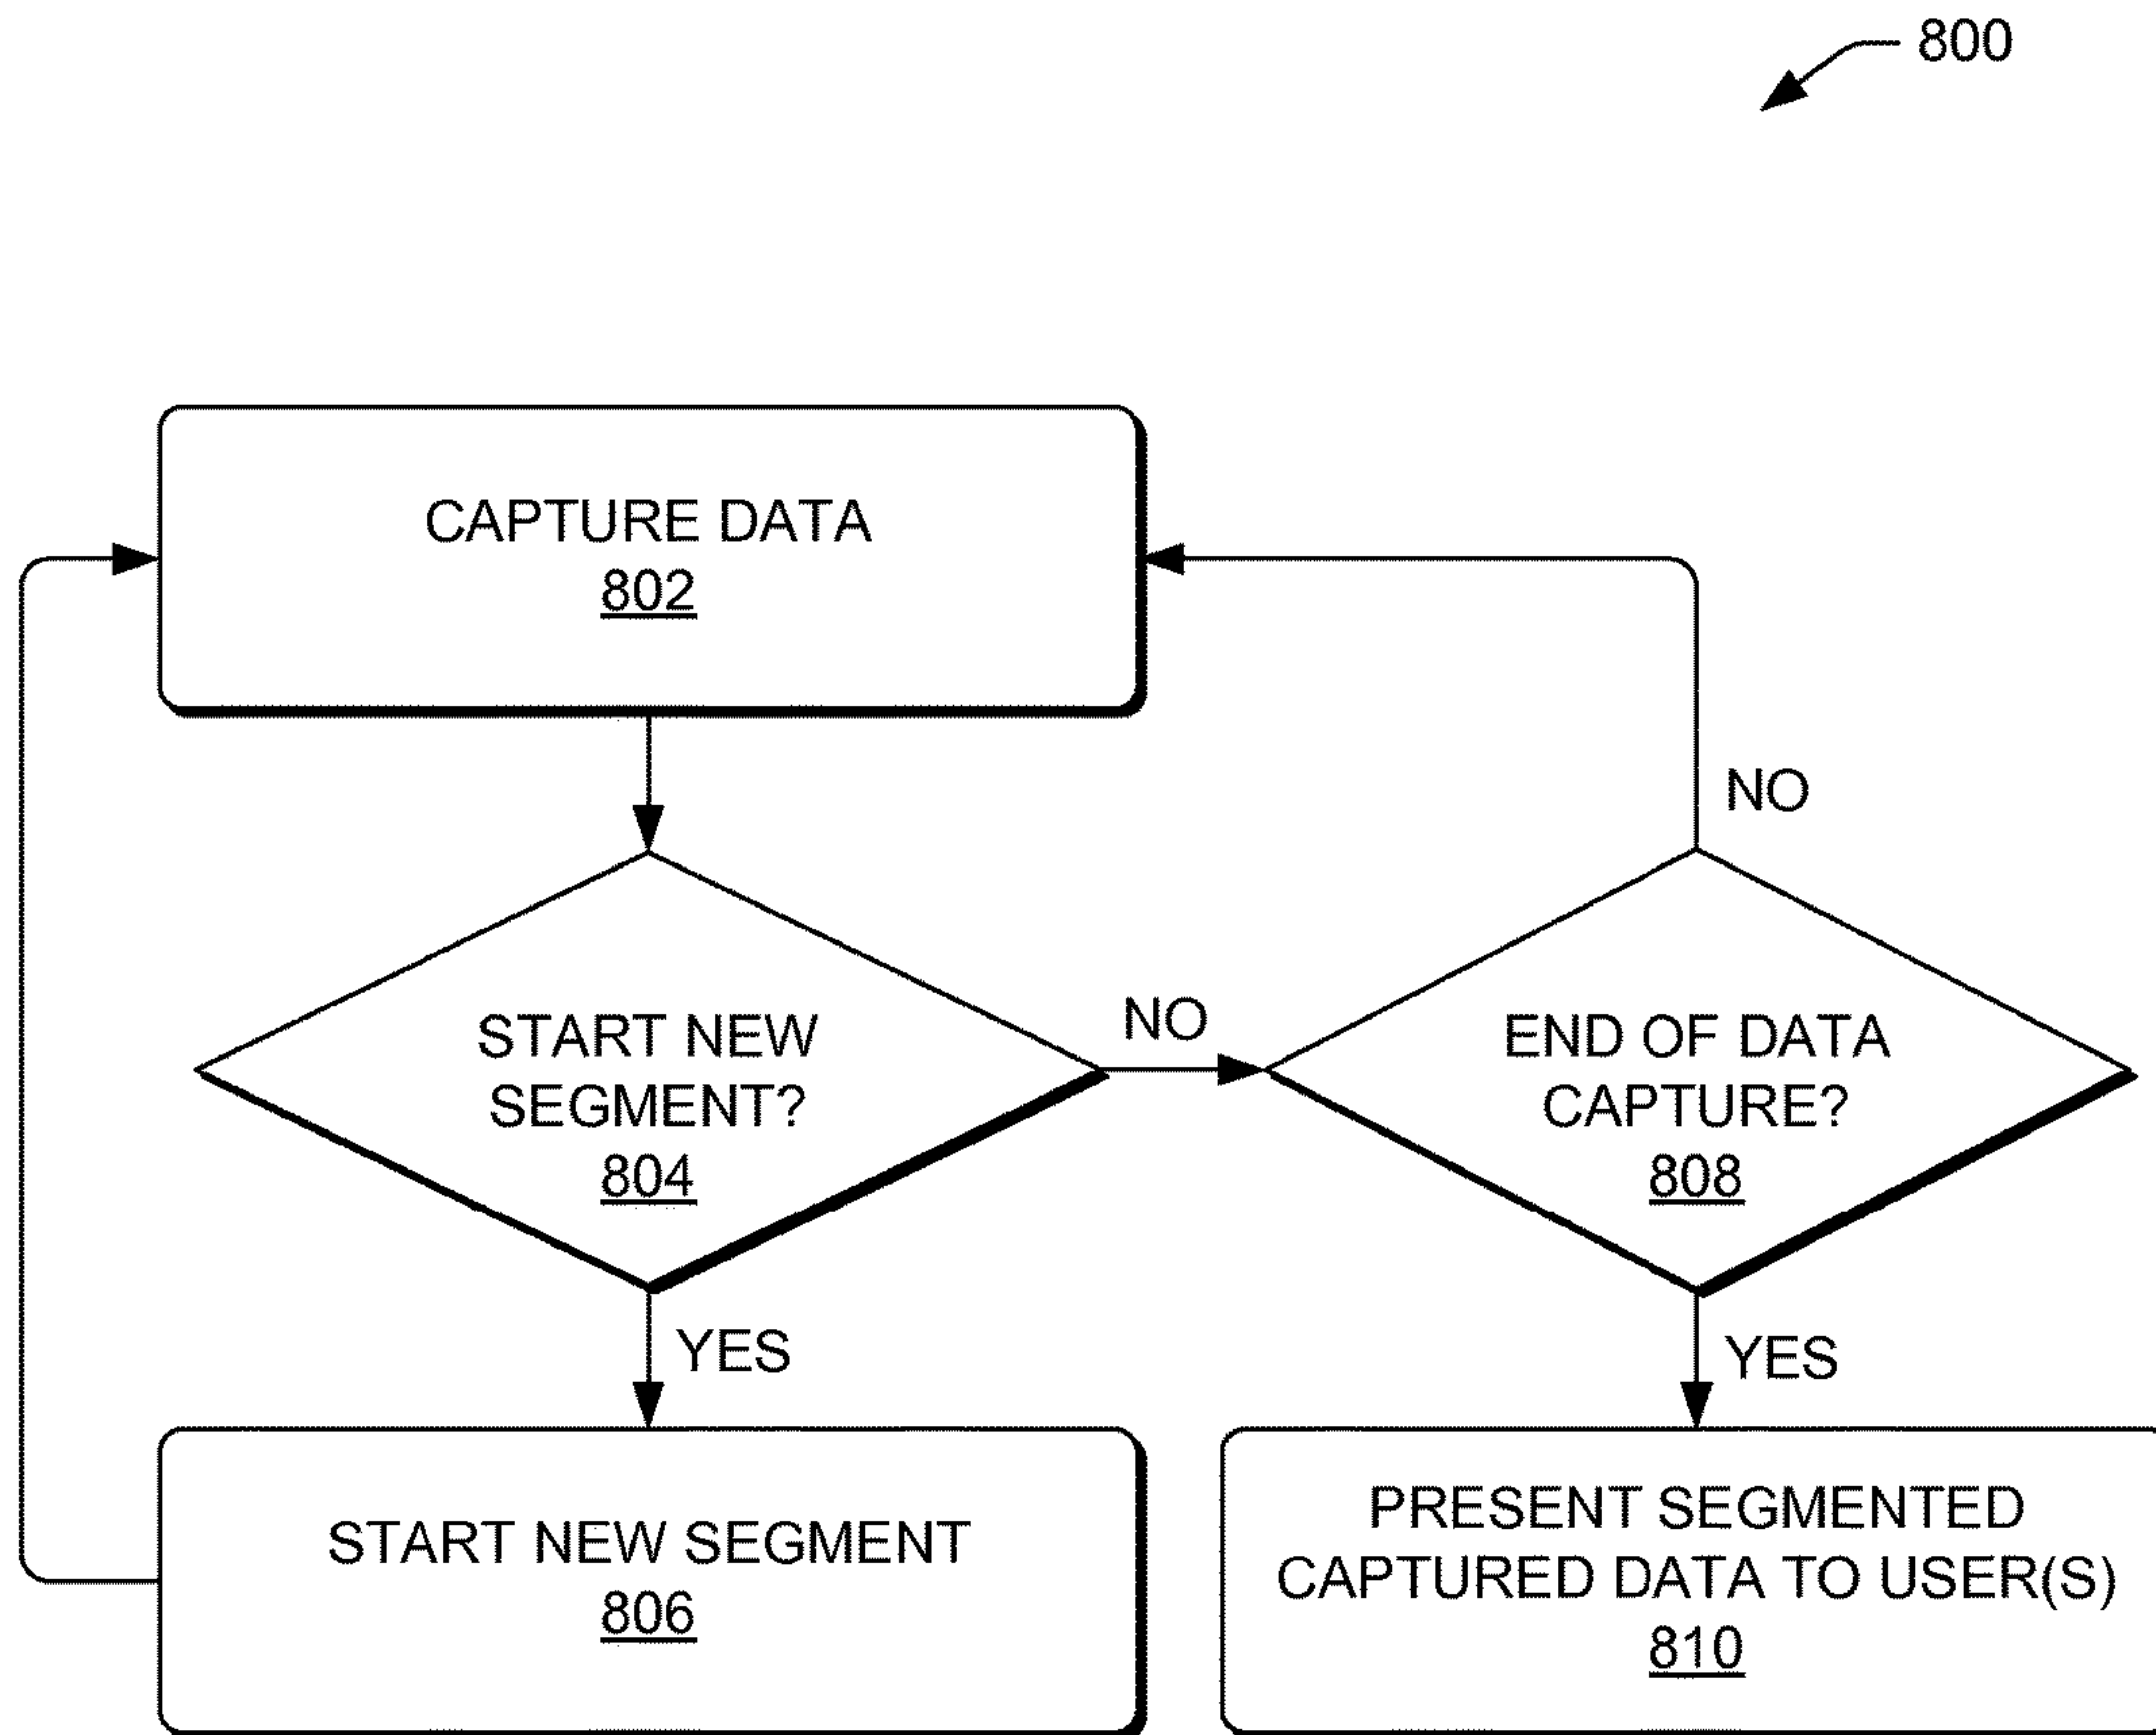 800
CAPTURE DATA
802
NO
START NEW
SEGMENT?
804
NO
END OF DATA
CAPTURE?
808
YES
YES
START NEW SEGMENT
806
PRESENT SEGMENTED
CAPTURED DATA TO USER(S)
810